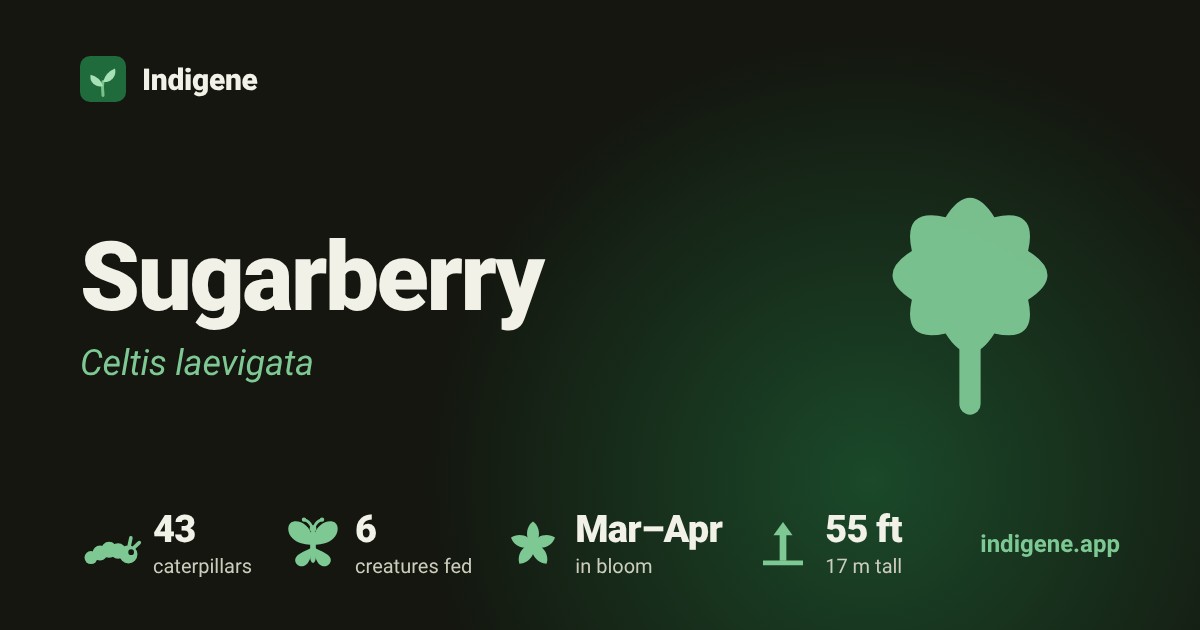 Indigene
Sugarberry
Celtis laevigata
43
caterpillars
6
creatures fed
Mar–Apr
in bloom
55 ft
17 m tall
indigene.app